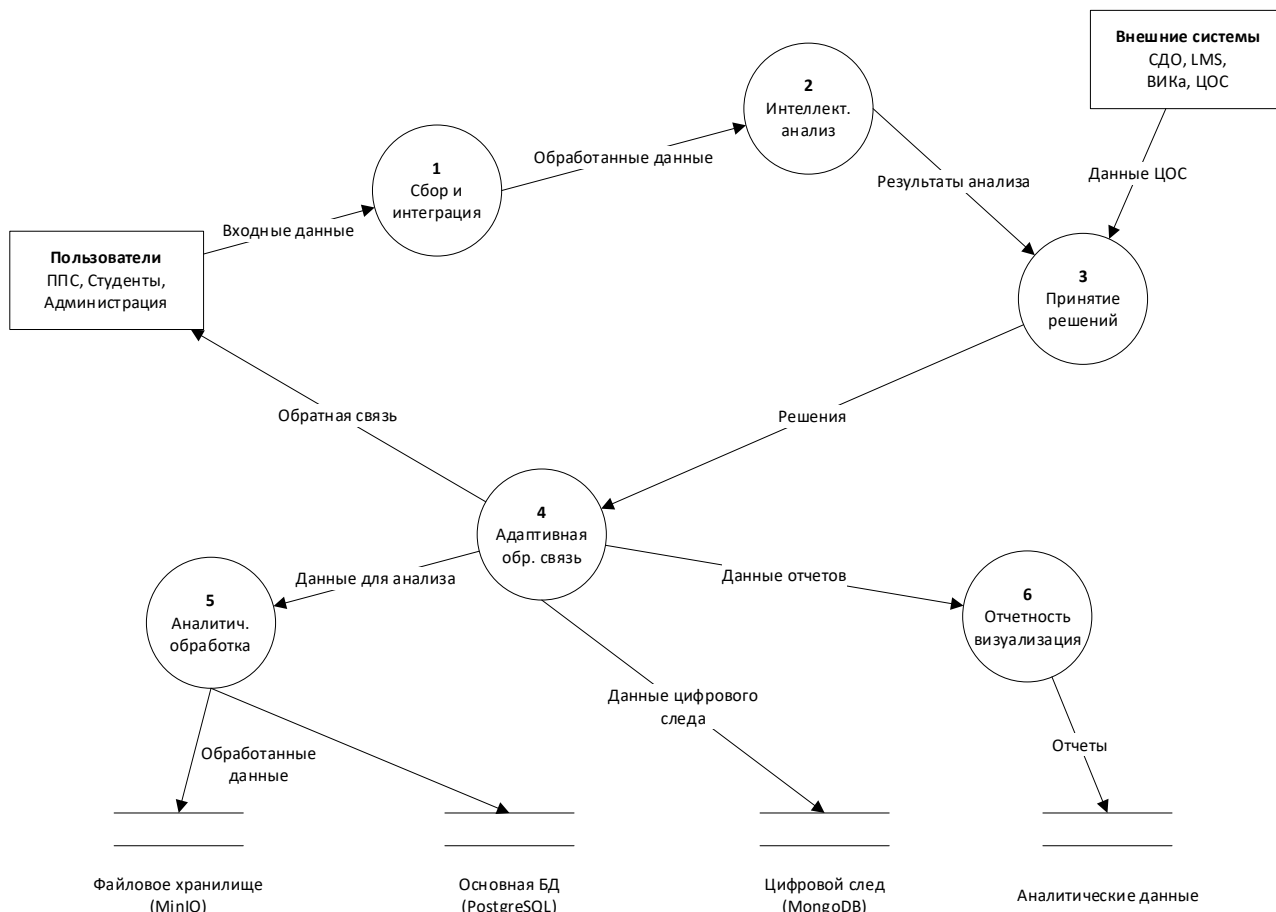 Внешние системы
СДО, LMS,
ВИКа, ЦОС
2
Интеллект.
анализ
Обработанные данные
1
Сбор и
интеграция
Результаты анализа
Данные ЦОС
Входные данные
Пользователи
ППС, Студенты,
Администрация
3
Принятие
решений
Обратная связь
Решения
4
Адаптивная
обр. связь
Данные для анализа
Данные отчетов
5
Аналитич.
обработка
6
Отчетность
визуализация
Данные цифрового
следа
Обработанные
данные
Отчеты
Файловое хранилище
(MinIO)
Основная БД
(PostgreSQL)
Цифровой след
(MongoDB)
Аналитические данные